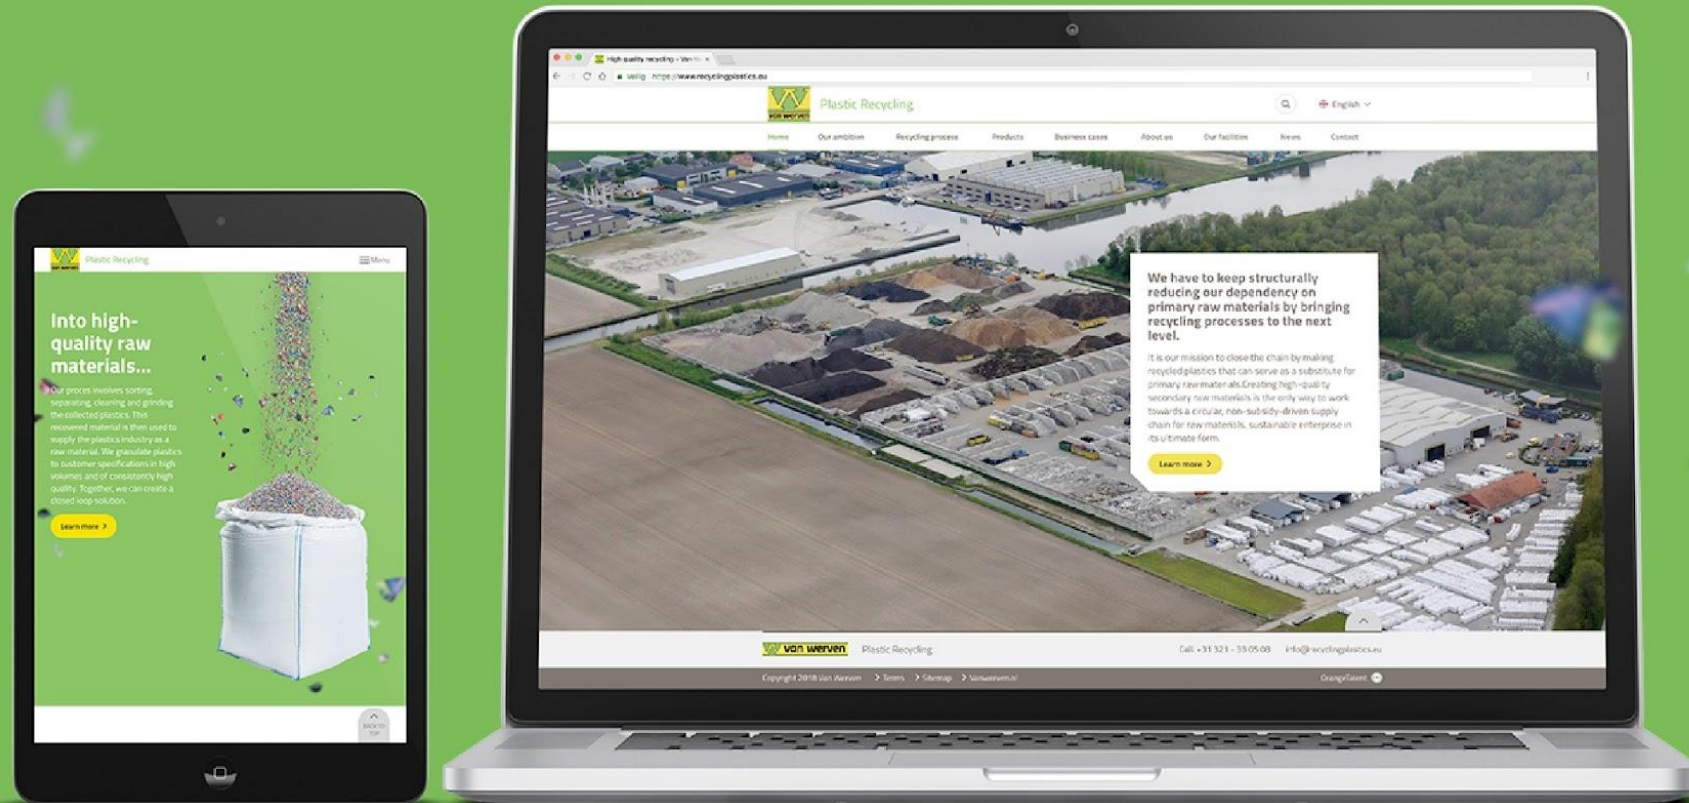 van werven
Plastic Recycling
Menu
Into high-
quality raw
materials...
Our proces involves sorting,
separating, cleaning and grinding
the collected plastics. This
recovered material is then used to
supply the plastics industry as a
raw material. We granulate plastics
to customer specifications in high
volumes and of consistently high
quality. Together, we can create a
closed loop solution.
Learn more >
BACK TO
TOP
High quality recycling - Van
Veilig https://www.recyclingplastics.eu
van werven
Plastic Recycling
English
Home Our ambition Recycling process Products Business cases About us Our facilities News Contact
We have to keep structurally
reducing our dependency on
primary raw materials by bringing
recycling processes to the next
level.
It is our mission to close the chain by making
recycled plastics that can serve as a substitute for
primary raw materials.Creating high-quality
secondary raw materials is the only way to work
towards a circular, non-subsidy-driven supply
chain for raw materials, sustainable enterprise in
its ultimate form.
Learn more >
van werven Plastic Recycling Call: +31 321 - 33 05 08 info@recyclingplastics.eu
Copyright 2018 Van Werven > Terms > Sitemap > Vanwerven.nl OrangeTalent